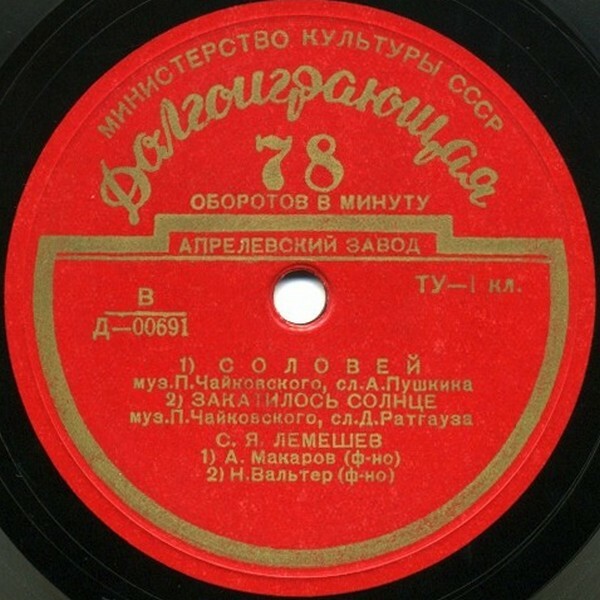 МИНИСТЕРСТВО КУЛЬТУРЫ СССР
Долгоиграющая
78
ОБОРОТОВ В МИНУТУ
АПРЕЛЕВСКИЙ ЗАВОД
В
Д—00691
ТУ—1 кл.
1) СОЛОВЕЙ
муз.П.Чайковского, сл.А.Пушкина
2) ЗАКАТИЛОСЬ СОЛНЦЕ
муз.П.Чайковского, сл.Д.Ратгауза
С. Я. ЛЕМЕШЕВ
1) А. Макаров (ф-но)
2) Н.Вальтер (ф-но)